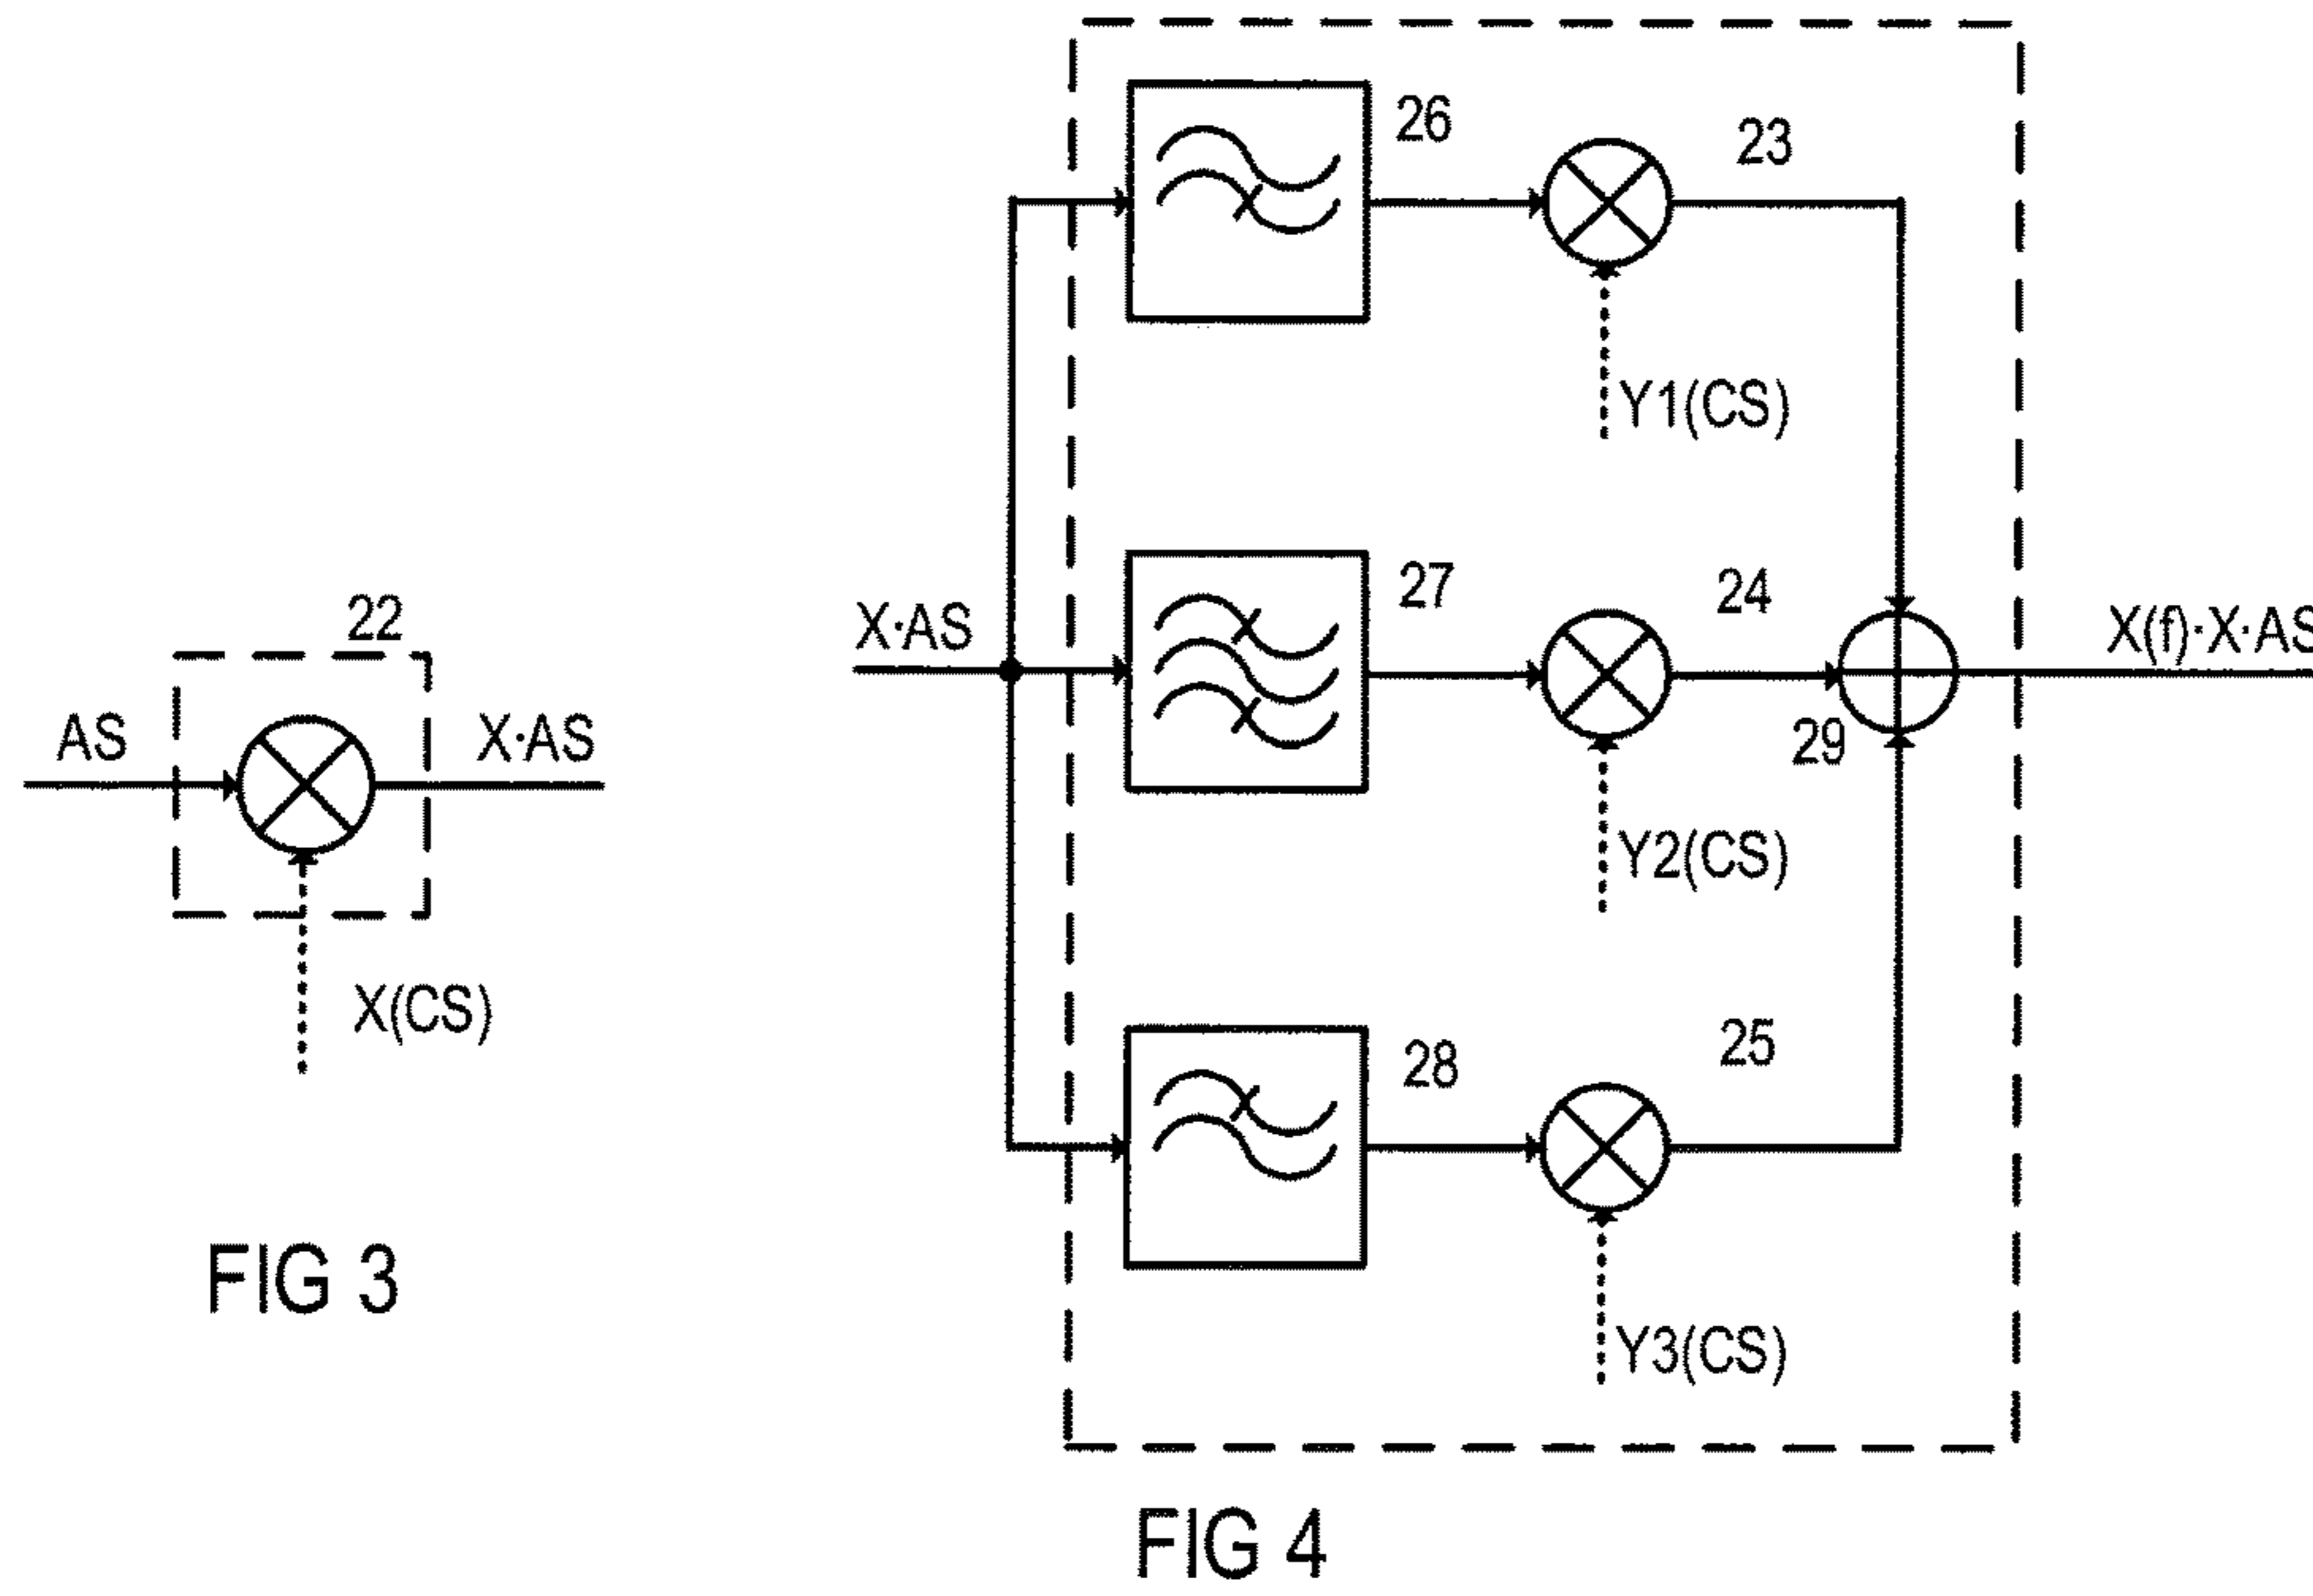 22
AS
X·AS
X(CS)
FIG 3
26
23
Y1(CS)
X·AS
27
24
X(f)·X·AS
29
Y2(CS)
28
25
Y3(CS)
FIG 4